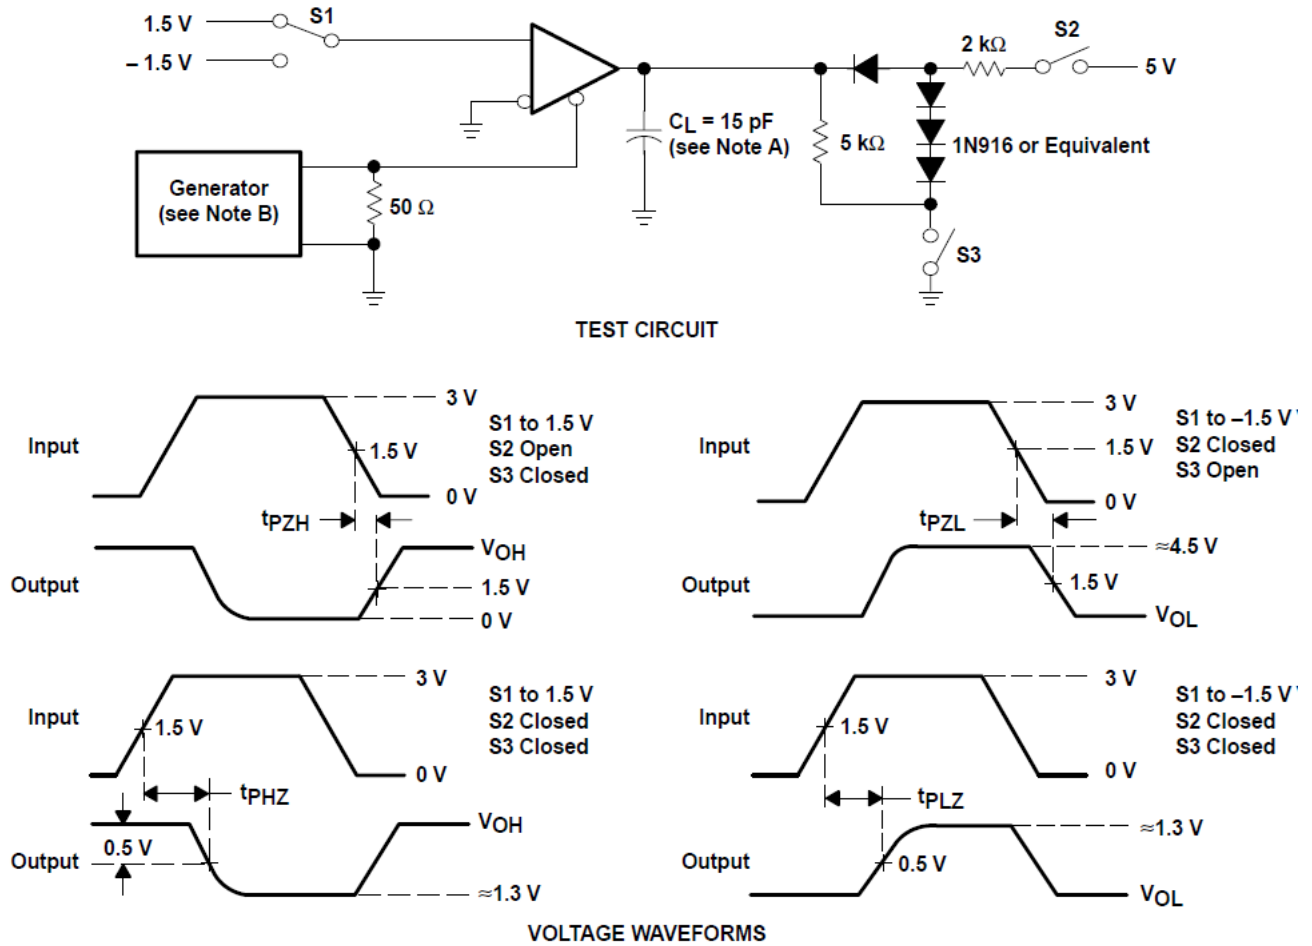 1.5 V
S1
– 1.5 V
2 kΩ
S2
5 V
CL = 15 pF
(see Note A)
5 kΩ
1N916 or Equivalent
Generator
(see Note B)
50 Ω
S3
TEST CIRCUIT
Input
3 V
1.5 V
0 V
S1 to 1.5 V
S2 Open
S3 Closed
tPZH
Output
VOH
1.5 V
0 V
Input
3 V
1.5 V
0 V
S1 to –1.5 V
S2 Closed
S3 Open
tPZL
Output
≈4.5 V
1.5 V
VOL
Input
3 V
1.5 V
0 V
S1 to 1.5 V
S2 Closed
S3 Closed
tPHZ
Output
0.5 V
VOH
≈1.3 V
Input
3 V
1.5 V
0 V
S1 to –1.5 V
S2 Closed
S3 Closed
tPLZ
Output
≈1.3 V
0.5 V
VOL
VOLTAGE WAVEFORMS